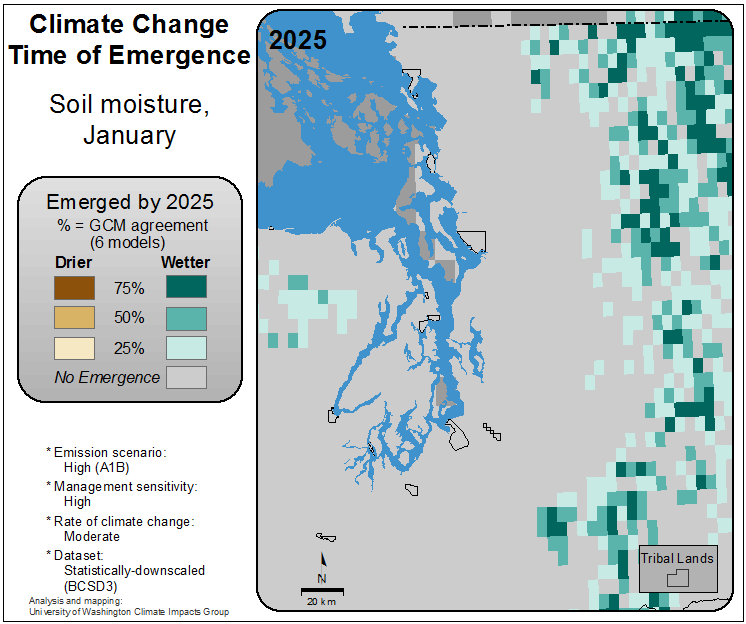 Climate Change
Time of Emergence
Soil moisture,
January
Emerged by 2025
% = GCM agreement
(6 models)
Drier Wetter
75%
50%
25%
No Emergence
* Emission scenario:
High (A1B)
* Management sensitivity:
High
* Rate of climate change:
Moderate
* Dataset:
Statistically-downscaled
(BCSD3)
Analysis and mapping:
University of Washington Climate Impacts Group
2025
Tribal Lands
N
20 km